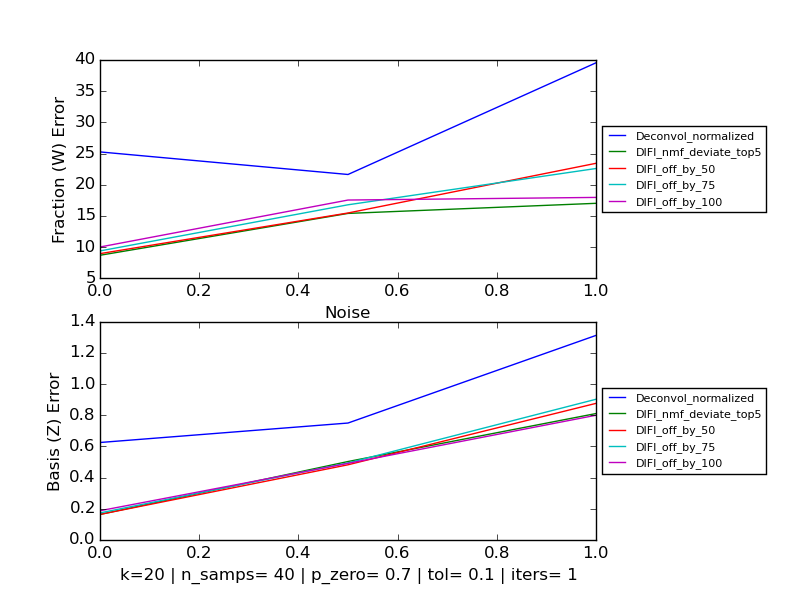 40
35
30
25
20
15
10
5
Fraction (W) Error
0.0 0.2 0.4 0.6 0.8 1.0
Noise
Deconvol_normalized
DIFI_nmf_deviate_top5
DIFI_off_by_50
DIFI_off_by_75
DIFI_off_by_100
1.4
1.2
1.0
0.8
0.6
0.4
0.2
0.0
Basis (Z) Error
0.0 0.2 0.4 0.6 0.8 1.0
k=20 | n_samps= 40 | p_zero= 0.7 | tol= 0.1 | iters= 1
Deconvol_normalized
DIFI_nmf_deviate_top5
DIFI_off_by_50
DIFI_off_by_75
DIFI_off_by_100